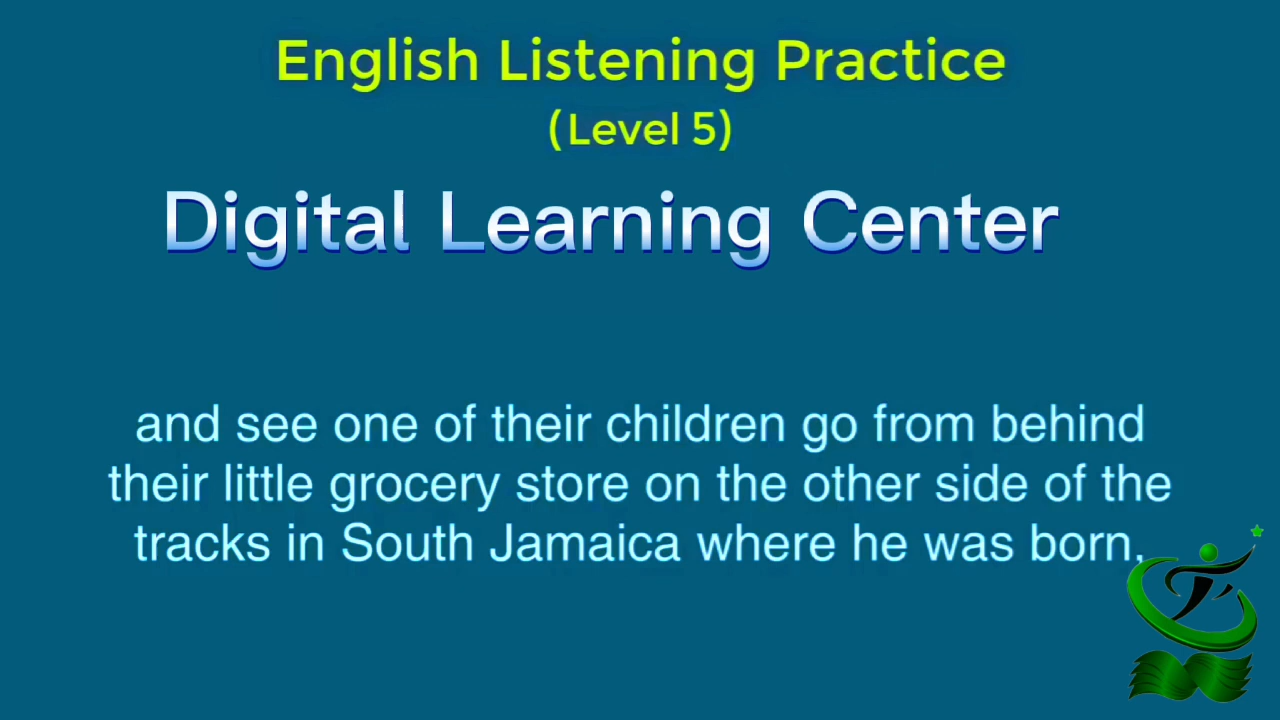 English Listening Practice
(Level 5)
Digital Learning Center
and see one of their children go from behind
their little grocery store on the other side of the
tracks in South Jamaica where he was born,